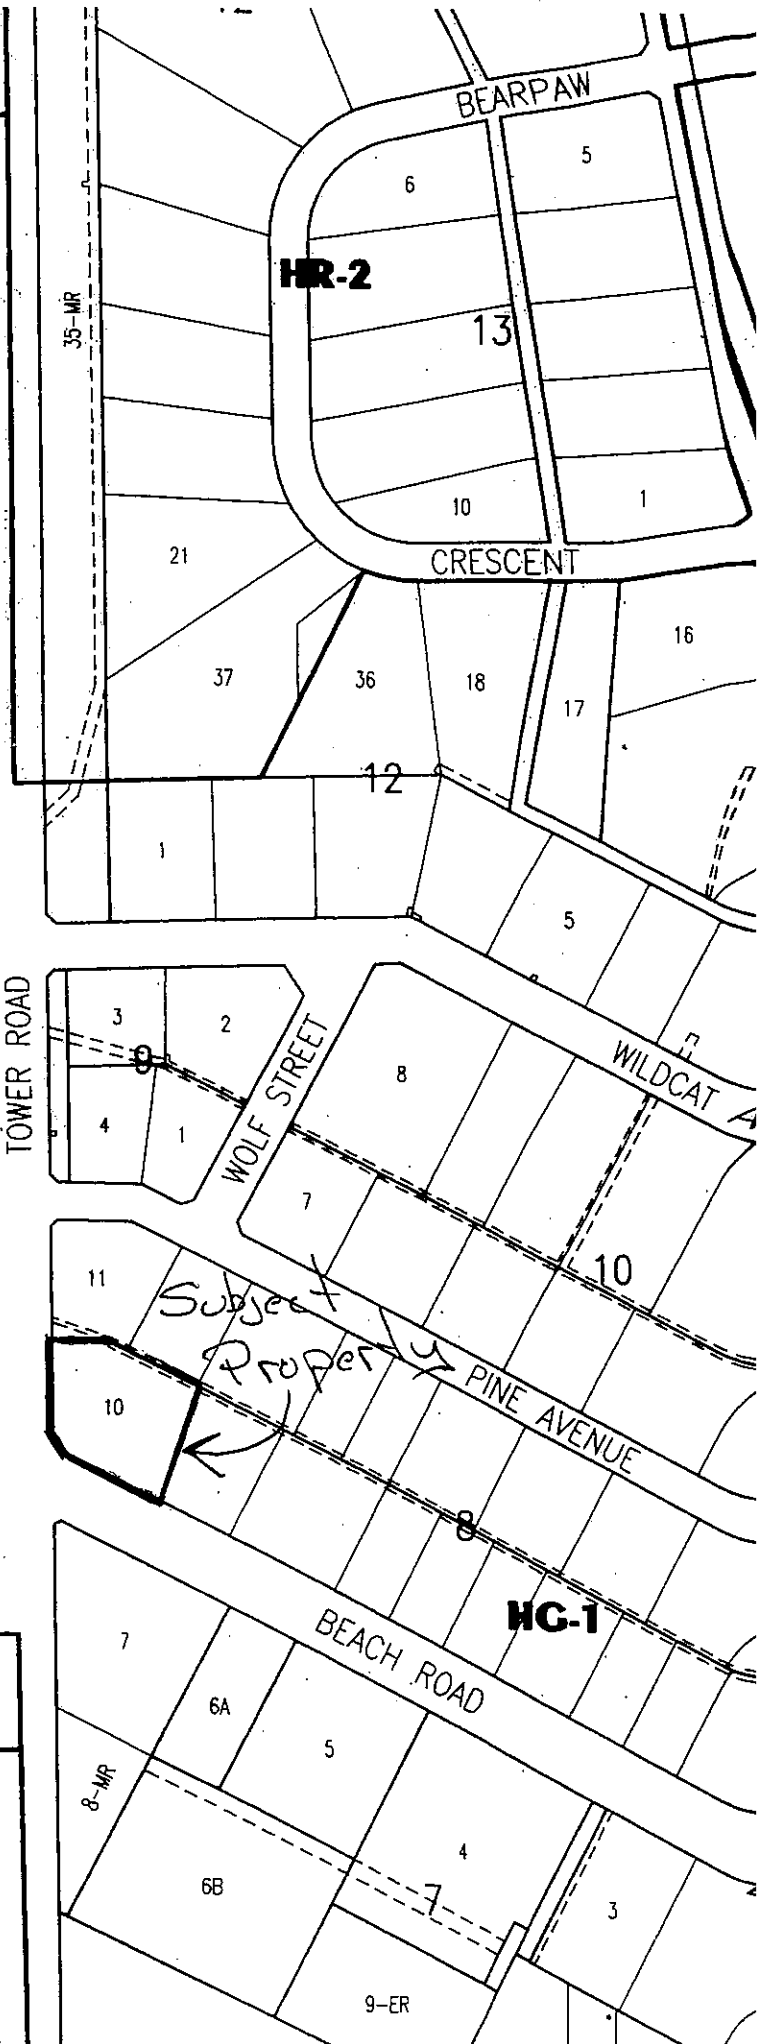 BEARPAW
5
6
HR-2
35-MR
13
10
1
CRESCENT
21
16
37
36
18
17
12
1
5
TOWER ROAD
3
2
9
WOLF STREET
8
WILDCAT A
4
1
7
10
11
Subject
Property
PINE AVENUE
10
8
HC-1
BEACH ROAD
7
6A
5
8-MR
4
6B
7
3
9-ER